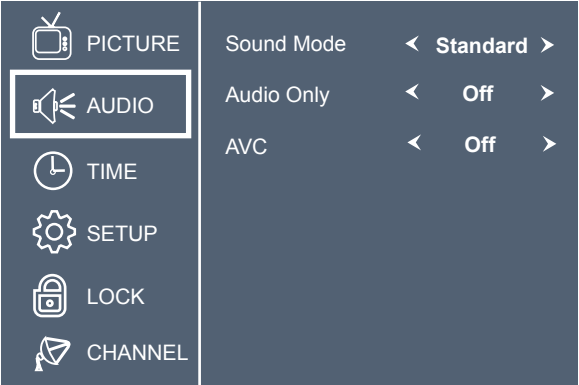 PICTURE
AUDIO
TIME
SETUP
LOCK
CHANNEL
Sound Mode Standard
Audio Only Off
AVC Off